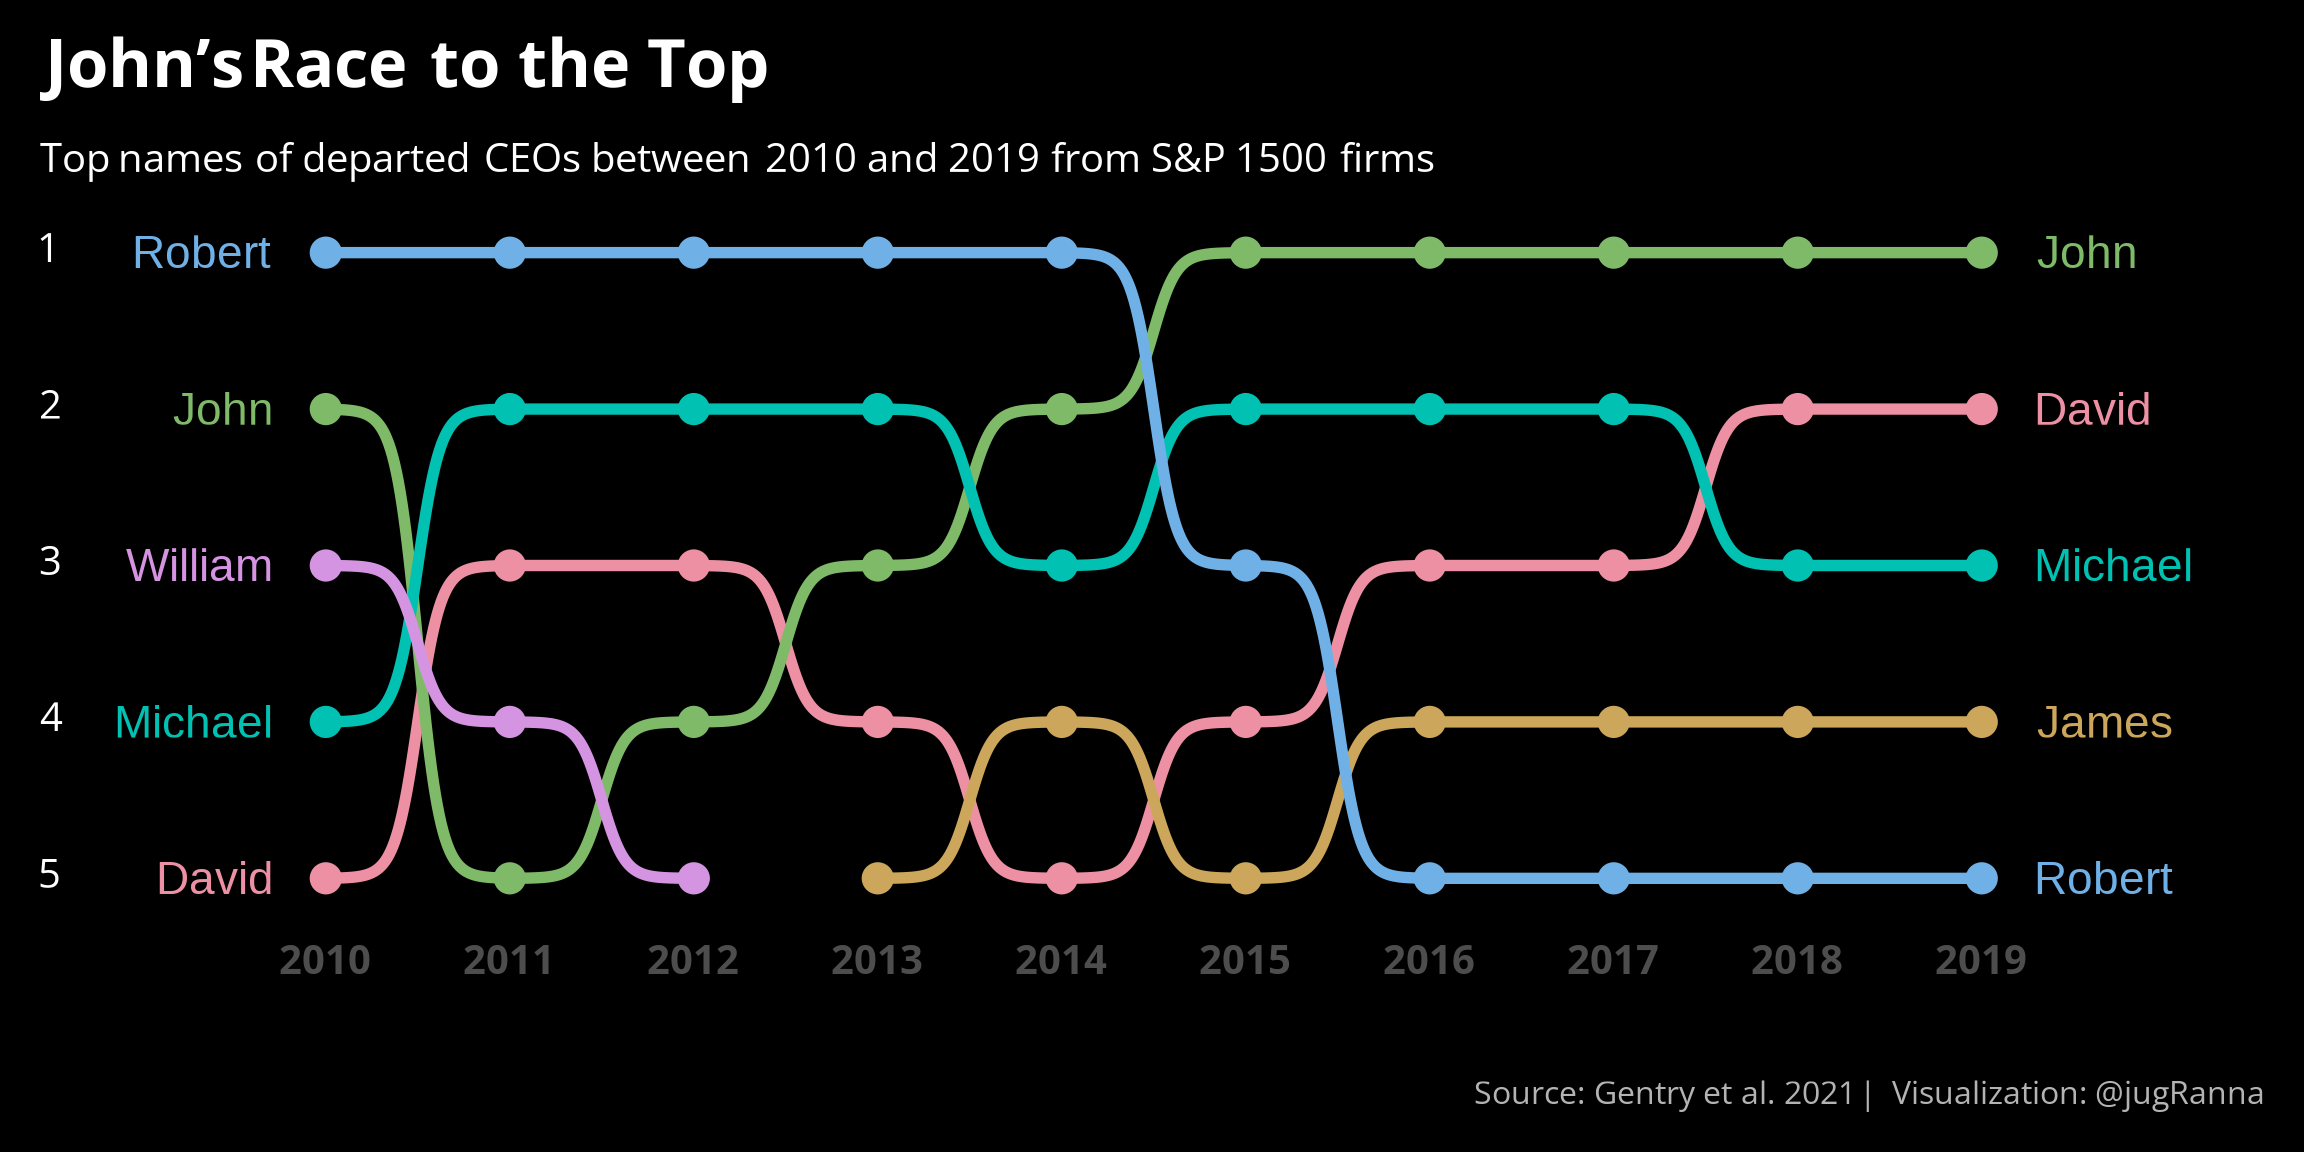 John’s Race to the Top
Top names of departed CEOs between 2010 and 2019 from S&P 1500 firms
1 Robert John
2 John David
3 William Michael
4 Michael James
5 David Robert
2010 2011 2012 2013 2014 2015 2016 2017 2018 2019
Source: Gentry et al. 2021 | Visualization: @jugRanna